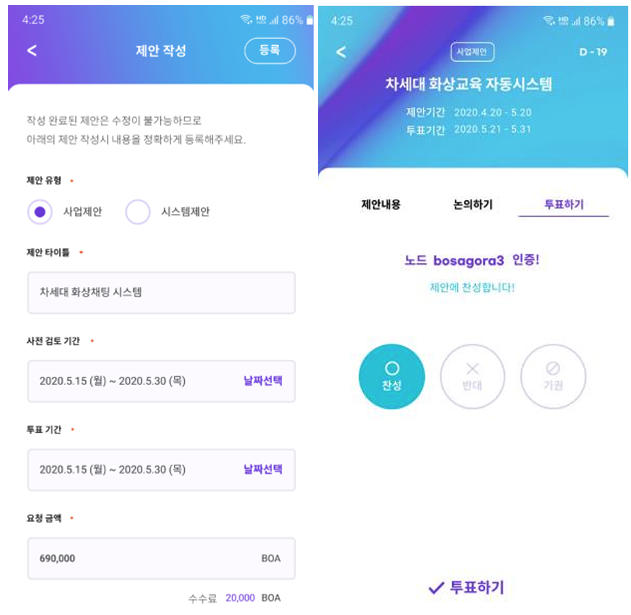 4:25
86%
제안 작성
등록
작성 완료된 제안은 수정이 불가능하므로
아래의 제안 작성시 내용을 정확하게 등록해주세요.
제안 유형
사업제안 시스템제안
제안 타이틀
차세대 화상채팅 시스템
사전 검토 기간
2020.5.15 (월) ~ 2020.5.30 (목) 날짜선택
투표 기간
2020.5.15 (월) ~ 2020.5.30 (목) 날짜선택
요청 금액
690,000 BOA
수수료 20,000 BOA
4:25
86%
사업제안
D - 19
차세대 화상교육 자동시스템
제안기간 2020.4.20 - 5.20
투표기간 2020.5.21 - 5.31
제안내용 논의하기 투표하기
노드 bosagora3 인증!
제안에 찬성합니다!
찬성 반대 기권
투표하기